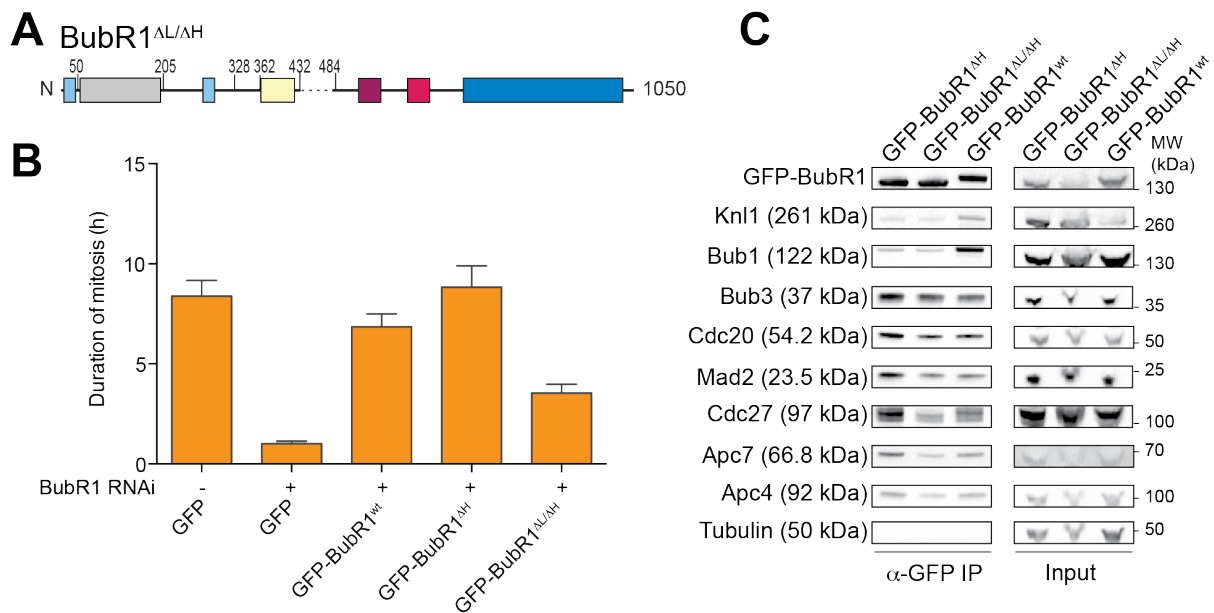 A
BubR1ΔL/ΔH
50 205 328 362 432 484
N 1050
B
15
10
5
0
Duration of mitosis (h)
BubR1 RNAi - + + + +
GFP
GFP
GFP-BubR1wt
GFP-BubR1ΔH
GFP-BubR1ΔL/ΔH
C
GFP-BubR1ΔH
GFP-BubR1ΔL/ΔH
GFP-BubR1wt
GFP-BubR1ΔH
GFP-BubR1ΔL/ΔH
GFP-BubR1wt
MW
(kDa)
GFP-BubR1 130
Knl1 (261 kDa) 260
Bub1 (122 kDa) 130
Bub3 (37 kDa) 35
Cdc20 (54.2 kDa) 50
Mad2 (23.5 kDa) 25
Cdc27 (97 kDa) 100
Apc7 (66.8 kDa) 70
Apc4 (92 kDa) 100
Tubulin (50 kDa) 50
α-GFP IP Input